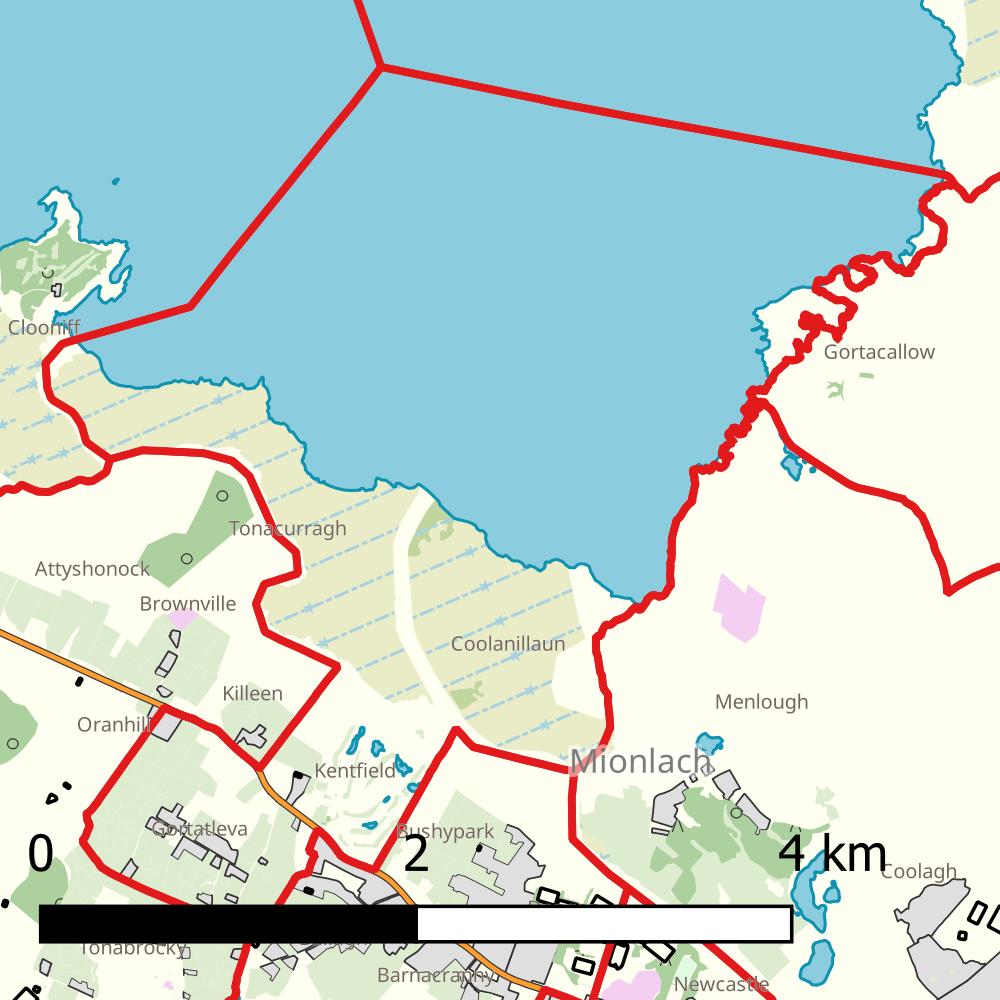 Clooniff
Gortacallow
Tonacurragh
Attyshonock
Brownville
Coolanillaun
Killeen
Menlough
Oranhill
Mionlach
Kentfield
Gortatleva
Bushypark
0 2 4 km
Coolagh
Tonabrocky
Barnacranny
Newcastle